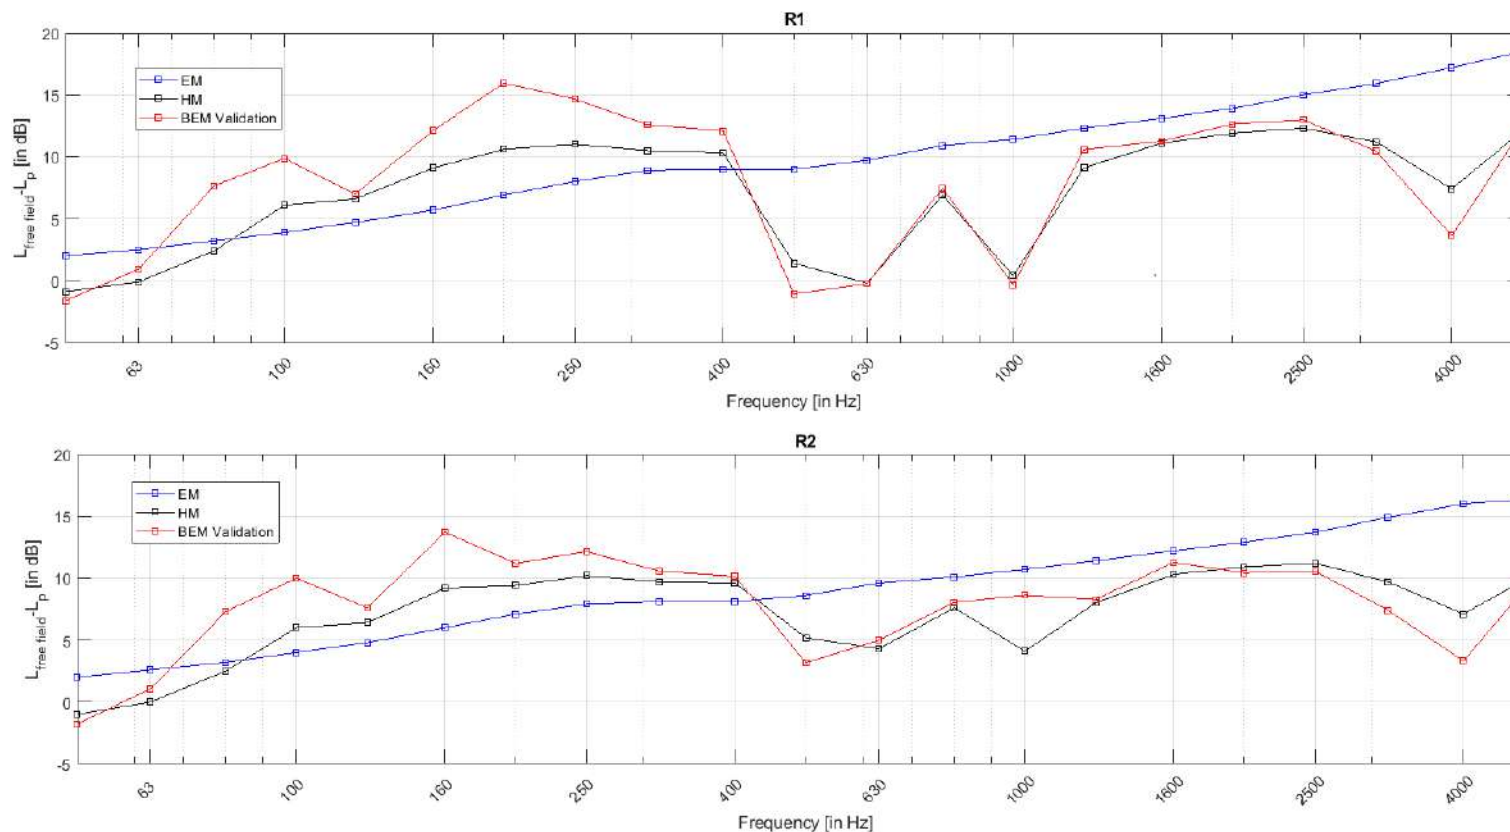 R1
20
15
10
5
0
-5
L_free field-L_p [in dB]
EM
HM
BEM Validation
63
100
160
250
400
630
1000
1600
2500
4000
Frequency [in Hz]
R2
20
15
10
5
0
-5
L_free field-L_p [in dB]
EM
HM
BEM Validation
63
100
160
250
400
630
1000
1600
2500
4000
Frequency [in Hz]